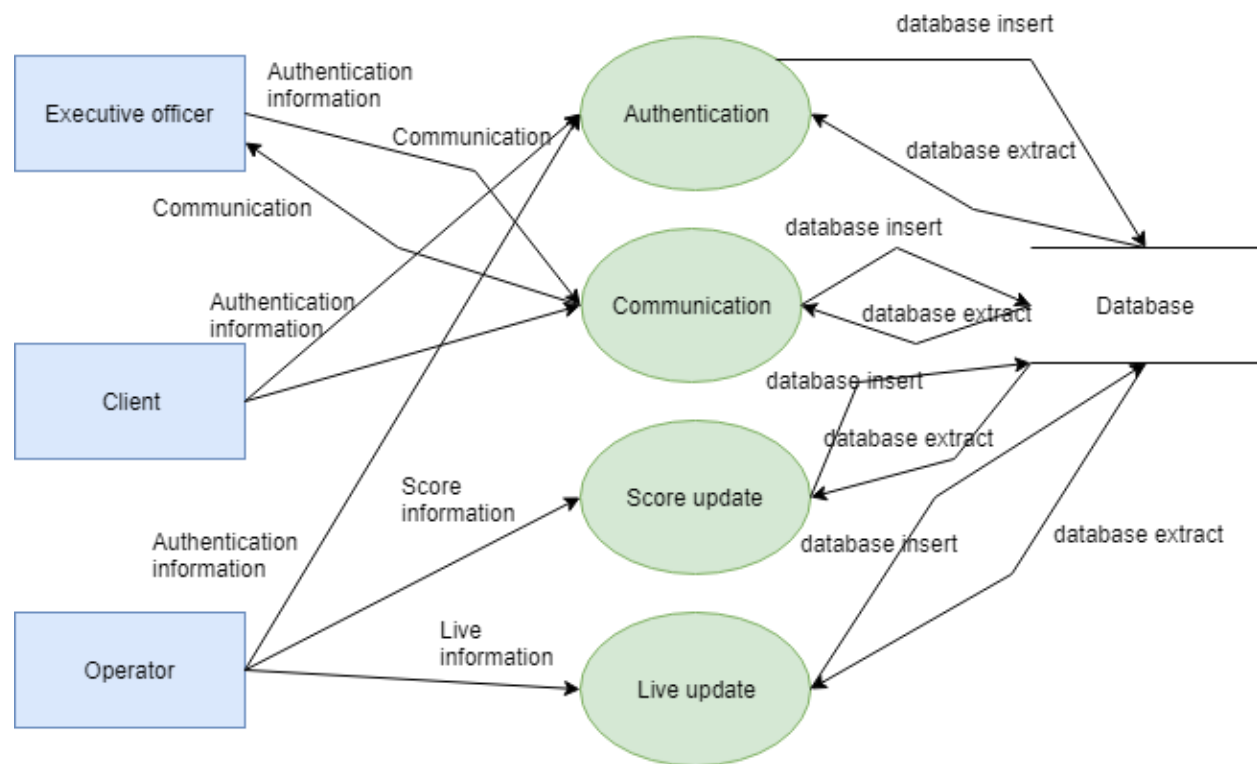 database insert
Executive officer
Authentication
information
Communication
Authentication
database extract
Communication
database insert
Authentication
information
Communication
database extract
Database
Client
database insert
database extract
Score
information
Score update
Authentication
information
database insert
database extract
Live
information
Operator
Live update